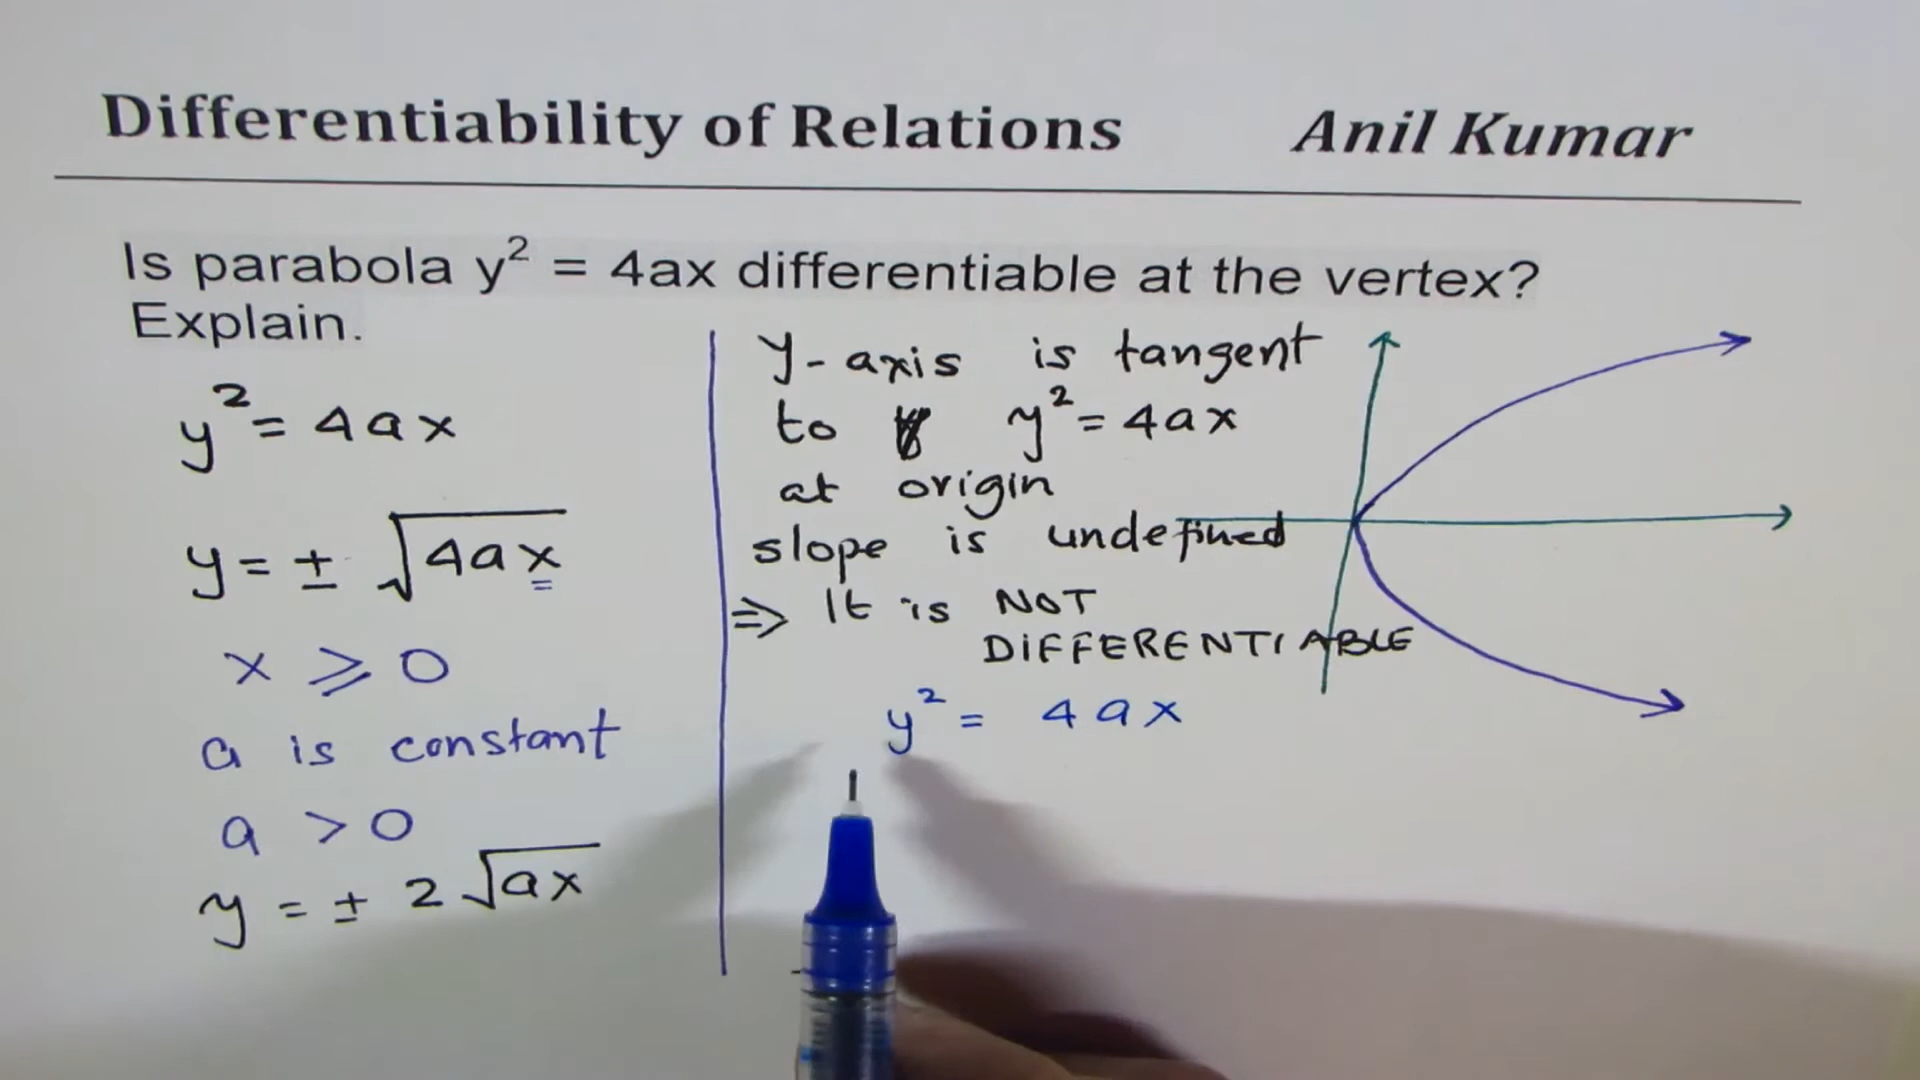 Differentiability of Relations Anil Kumar
Is parabola y² = 4ax differentiable at the vertex?
Explain.
y² = 4ax
y = ± √4ax
x ⩾ 0
a is constant
a > 0
y = ± 2√ax
y-axis is tangent
to y² = 4ax
at origin
slope is undefined
⇒ It is NOT
DIFFERENTIABLE
y² = 4ax